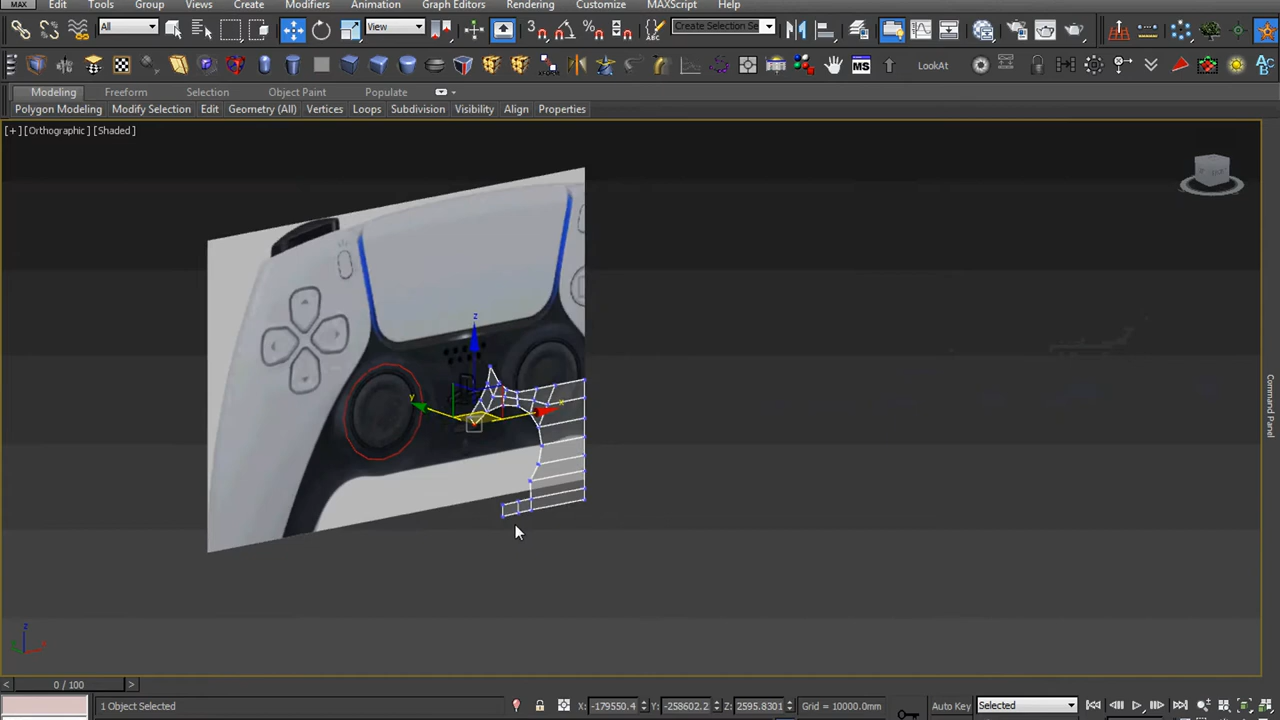 MAX Edit Tools Group Views Create Modifiers Animation Graph Editors Rendering Customize MAXScript Help
All View 3 % Create Selection Se
MS LookAt
Modeling Freeform Selection Object Paint Populate
Polygon Modeling Modify Selection Edit Geometry (All) Vertices Loops Subdivision Visibility Align Properties
[+] [Orthographic] [Shaded]
z
y x
Command Panel
z
< 0 / 100 >
1 Object Selected X: -179550.4 Y: -258602.2 Z: 2595.8301 Grid = 10000.0mm Auto Key Selected